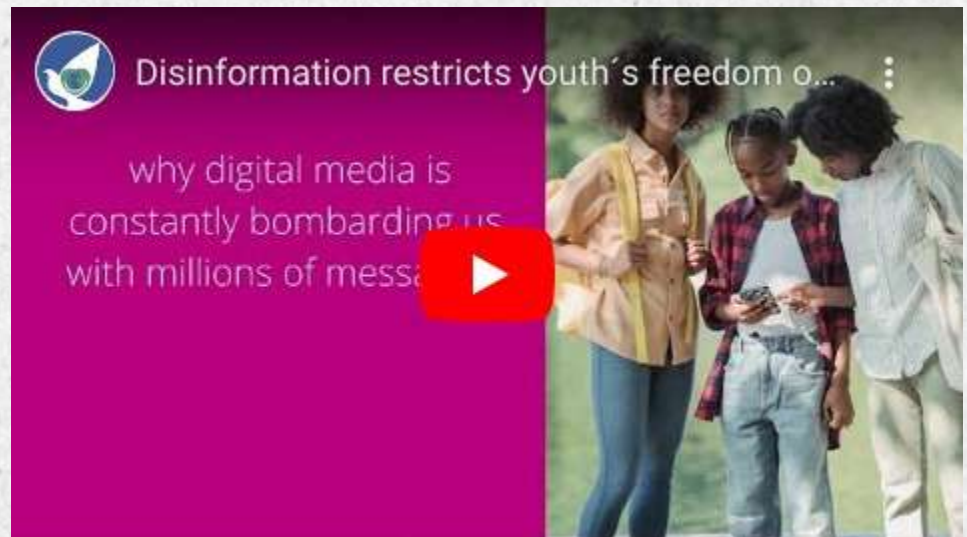 Disinformation restricts youth´s freedom o...
why digital media is
constantly bombarding us
with millions of